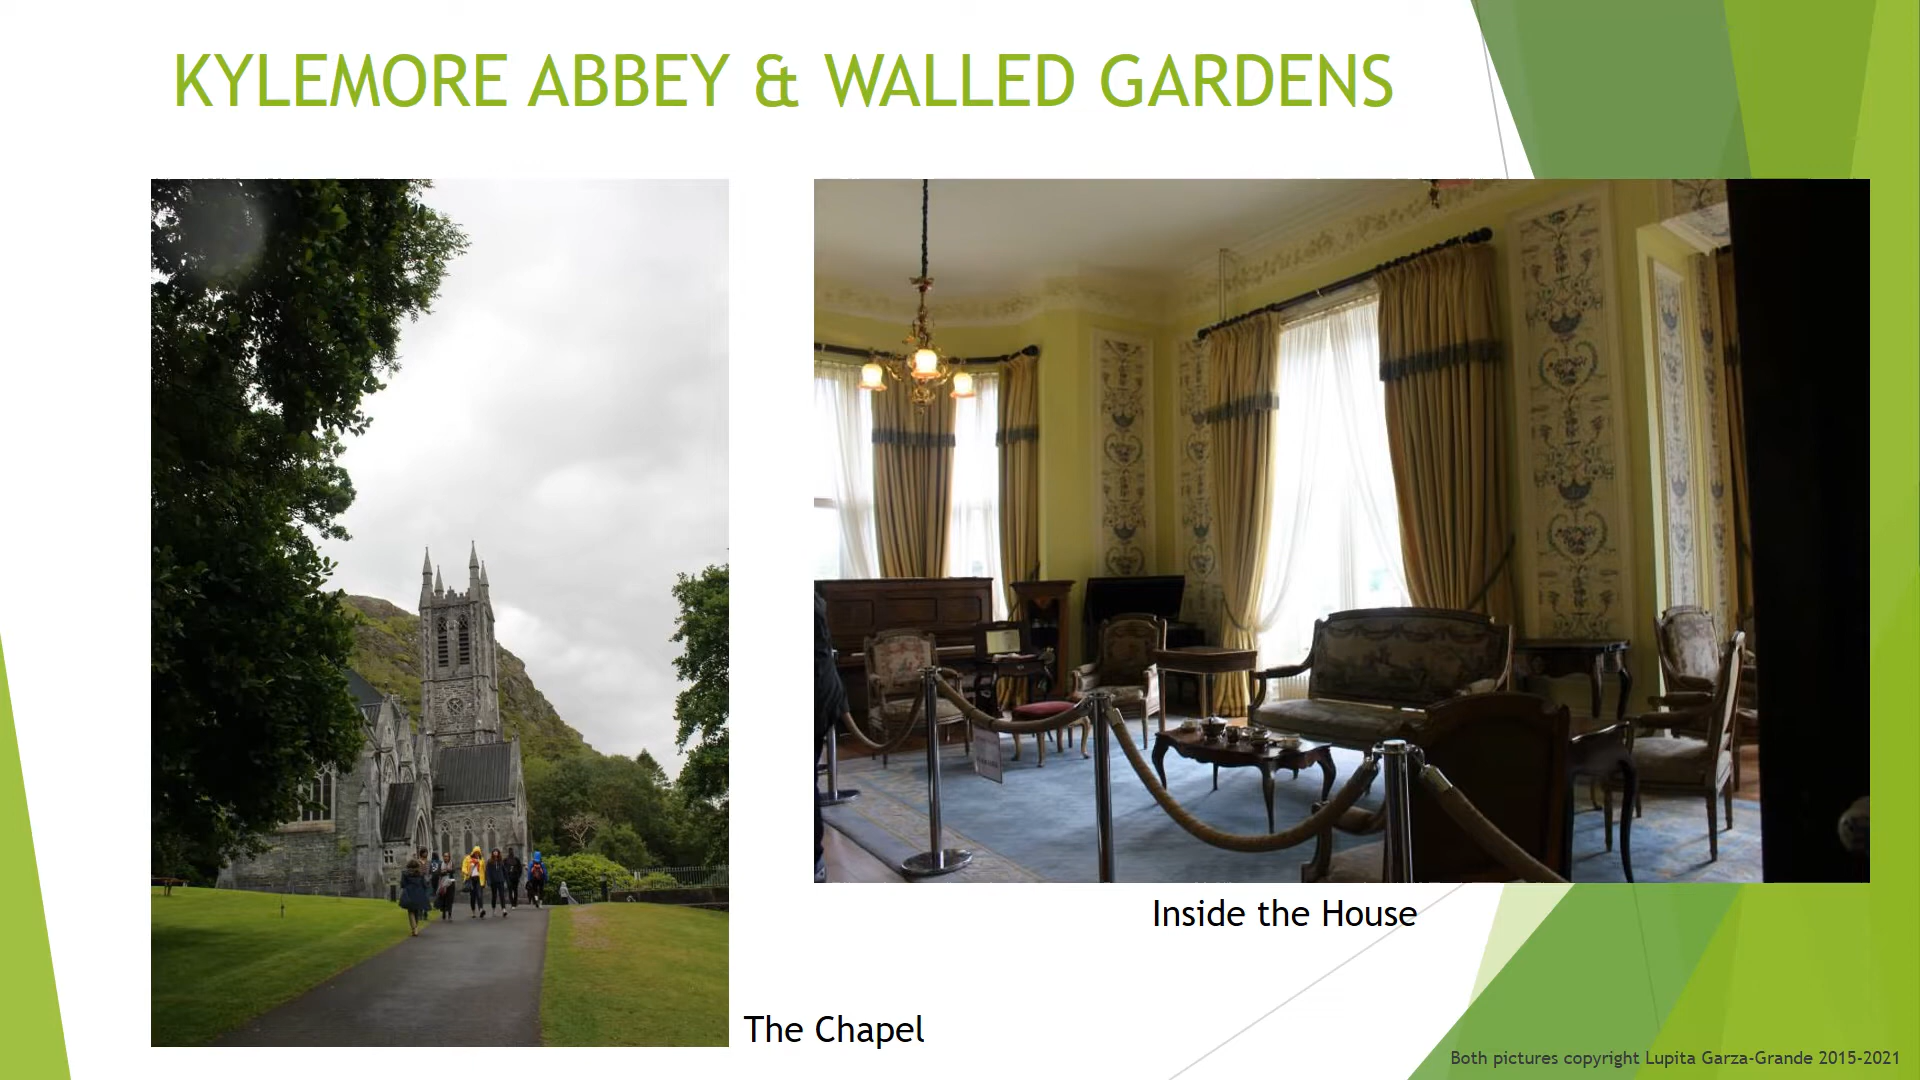 KYLEMORE ABBEY & WALLED GARDENS
Inside the House
The Chapel
Both pictures copyright Lupita Garza-Grande 2015-2021